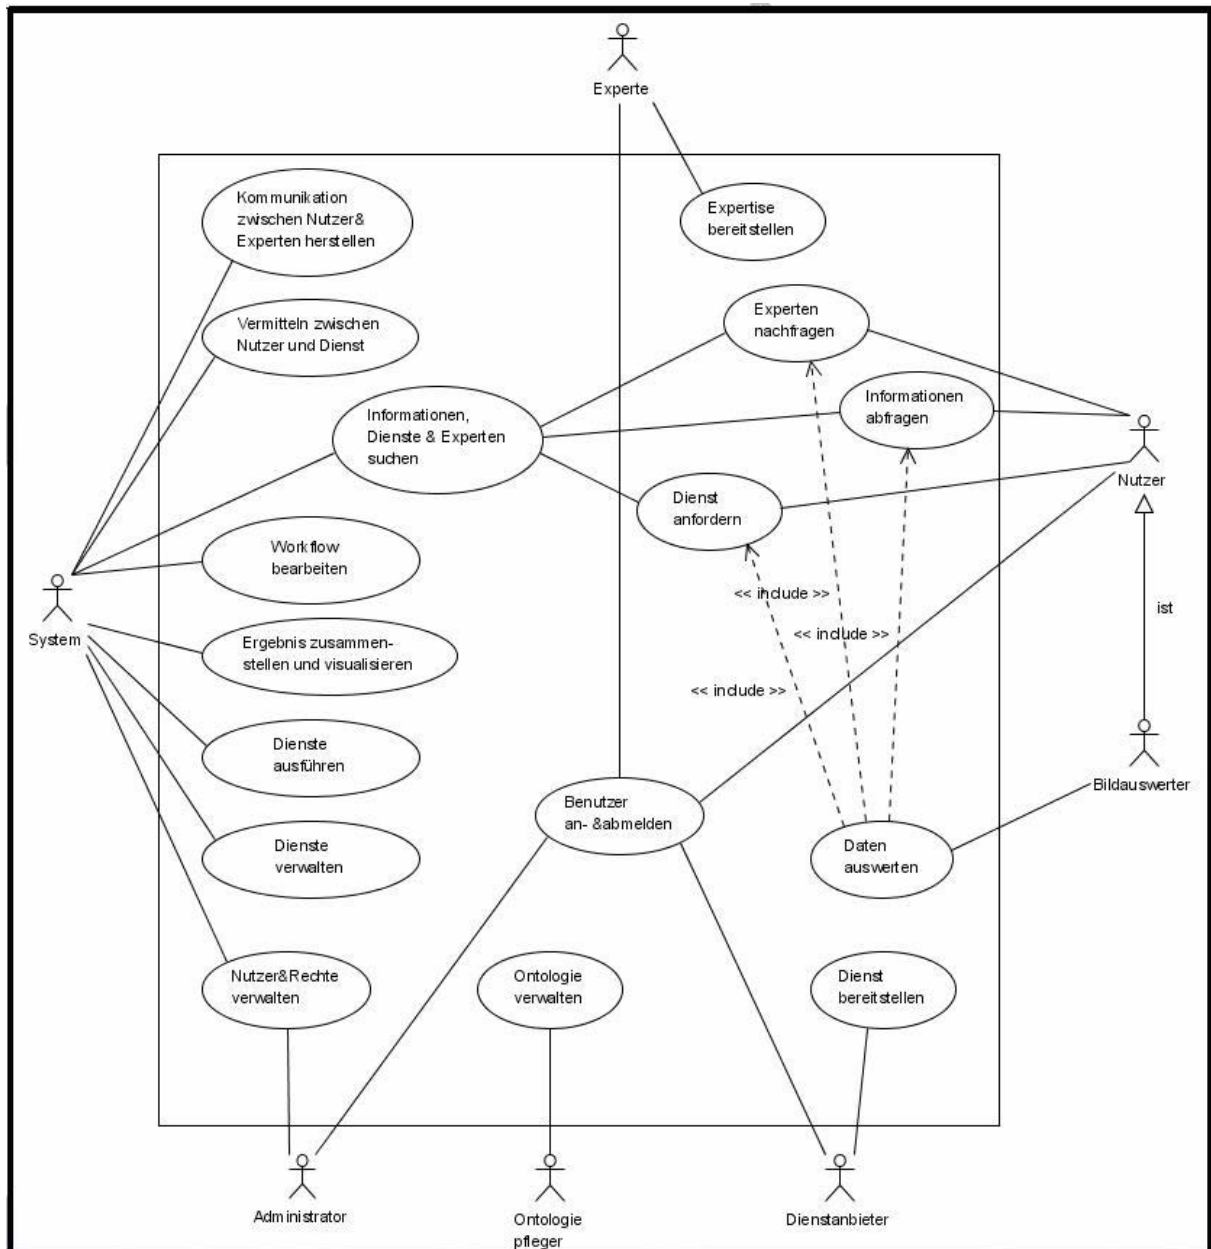 Experte
Kommunikation
zwischen Nutzer&
Experten herstellen
Expertise
bereitstellen
Vermitteln zwischen
Nutzer und Dienst
Experten
nachfragen
Informationen,
Dienste & Experten
suchen
Informationen
abfragen
Nutzer
Dienst
anfordern
Workflow
bearbeiten
<< include >>
<< include >>
<< include >>
ist
System
Ergebnis zusammen-
stellen und visualisieren
Dienste
ausführen
Bildauswerter
Benutzer
an- &abmelden
Dienste
verwalten
Daten
auswerten
Nutzer&Rechte
verwalten
Ontologie
verwalten
Dienst
bereitstellen
Administrator
Ontologie
pfleger
Dienstanbieter